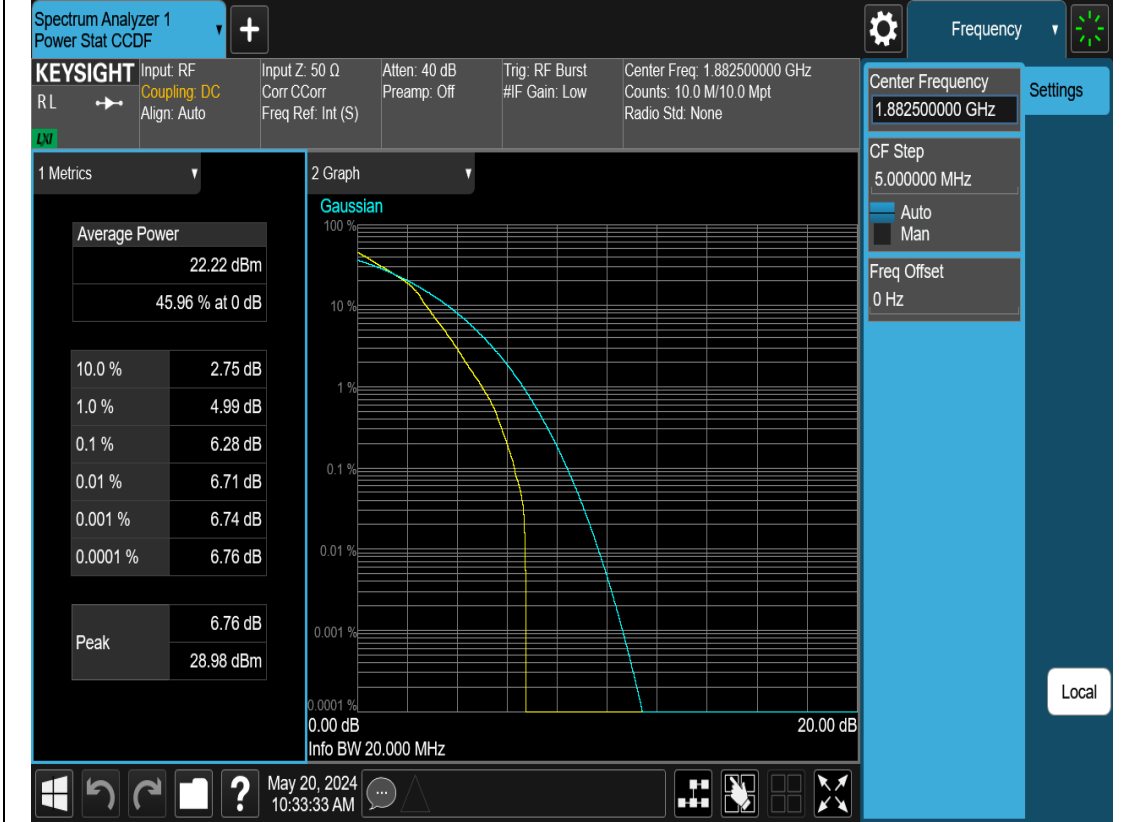 Spectrum Analyzer 1
Power Stat CCDF
Frequency
KEYSIGHT
RL
LXI
Input: RF
Coupling: DC
Align: Auto
Input Z: 50 Ω
Corr CCorr
Freq Ref: Int (S)
Atten: 40 dB
Preamp: Off
Trig: RF Burst
#IF Gain: Low
Center Freq: 1.882500000 GHz
Counts: 10.0 M/10.0 Mpt
Radio Std: None
Center Frequency
1.882500000 GHz
Settings
CF Step
5.000000 MHz
Auto
Man
Freq Offset
0 Hz
Local
1 Metrics
Average Power
22.22 dBm
45.96 % at 0 dB
10.0 % 2.75 dB
1.0 % 4.99 dB
0.1 % 6.28 dB
0.01 % 6.71 dB
0.001 % 6.74 dB
0.0001 % 6.76 dB
Peak
6.76 dB
28.98 dBm
2 Graph
Gaussian
100 %
10 %
1 %
0.1 %
0.01 %
0.001 %
0.0001 %
0.00 dB 20.00 dB
Info BW 20.000 MHz
?
May 20, 2024
10:33:33 AM